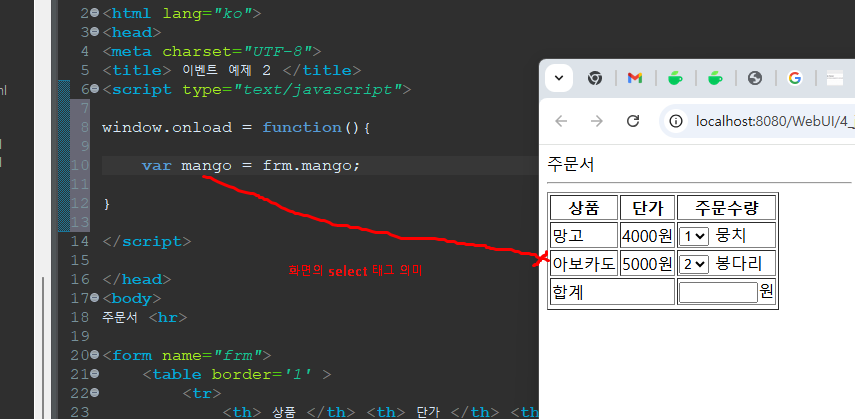 2 <html lang="ko">
3 <head>
4 <meta charset="UTF-8">
5 <title> 이벤트 예제 2 </title>
6 <script type="text/javascript">
7
8 window.onload = function(){
9
10 var mango = frm.mango;
11
12 }
13
14 </script>
15
16 </head>
17 <body>
18 주문서 <hr>
19
20 <form name="frm">
21 <table border='1' >
22 <tr>
23 <th> 상품 </th> <th> 단가 </th> <th
화면의 select 태그 의미
localhost:8080/WebUI/4_
주문서
상품 단가 주문수량
망고 4000원 1 뭉치
아보카도 5000원 2 봉다리
합계 원